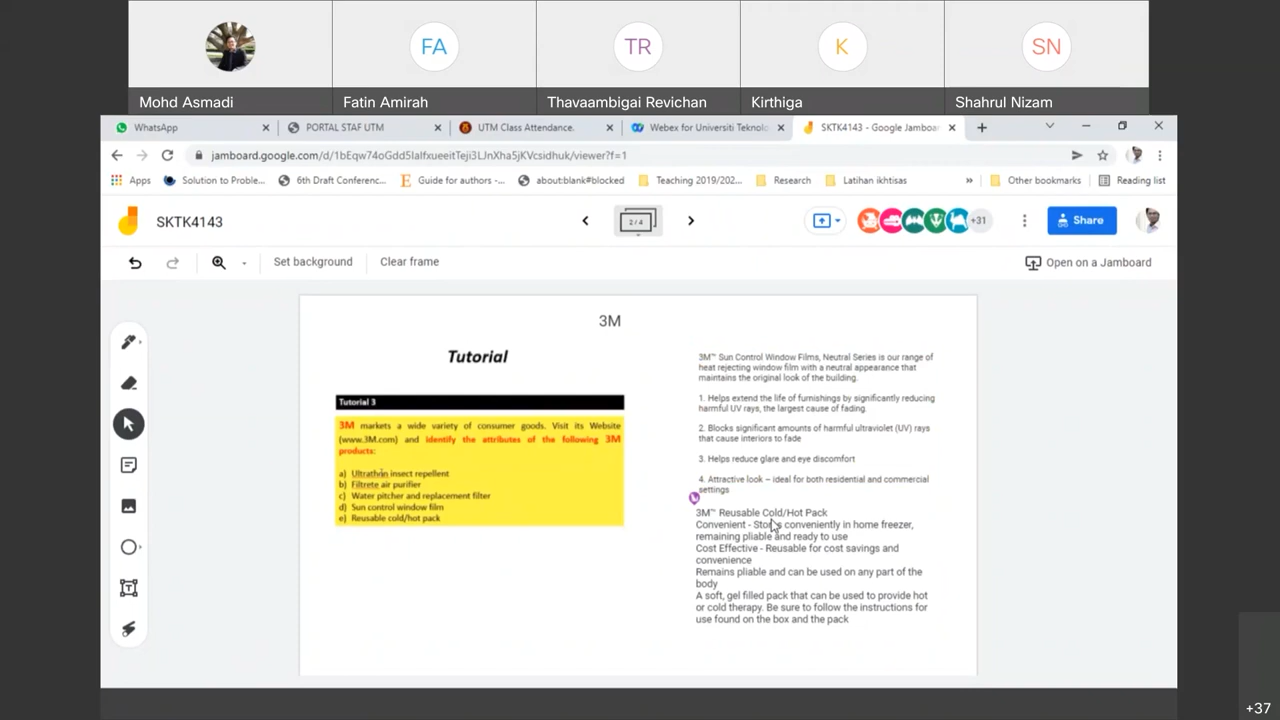 FA
TR
K
SN
Mohd Asmadi
Fatin Amirah
Thavaambigai Revichan
Kirthiga
Shahrul Nizam
WhatsApp
PORTAL STAF UTM
UTM Class Attendance.
Webex for Universiti Teknolo
SKTK4143 - Google Jamboar
jamboard.google.com/d/1bEqw74oGdd5IalfxueeitTeji3LJnXha5jKVcsidhuk/viewer?f=1
Apps
Solution to Proble...
6th Draft Conferenc...
Guide for authors -...
about:blank#blocked
Teaching 2019/202...
Research
Latihan ikhtisas
»
Other bookmarks
Reading list
SKTK4143
2 / 4
+31
Share
Set background
Clear frame
Open on a Jamboard
3M
Tutorial
Tutorial 3
3M markets a wide variety of consumer goods. Visit its Website
(www.3M.com) and identify the attributes of the following 3M
products:
a) Ultrathin insect repellent
b) Filtrete air purifier
c) Water pitcher and replacement filter
d) Sun control window film
e) Reusable cold/hot pack
3M™ Sun Control Window Films, Neutral Series is our range of
heat rejecting window film with a neutral appearance that
maintains the original look of the building.
1. Helps extend the life of furnishings by significantly reducing
harmful UV rays, the largest cause of fading.
2. Blocks significant amounts of harmful ultraviolet (UV) rays
that cause interiors to fade
3. Helps reduce glare and eye discomfort
4. Attractive look – ideal for both residential and commercial
settings
3M™ Reusable Cold/Hot Pack
Convenient - Stores conveniently in home freezer,
remaining pliable and ready to use
Cost Effective - Reusable for cost savings and
convenience
Remains pliable and can be used on any part of the
body
A soft, gel filled pack that can be used to provide hot
or cold therapy. Be sure to follow the instructions for
use found on the box and the pack
+37